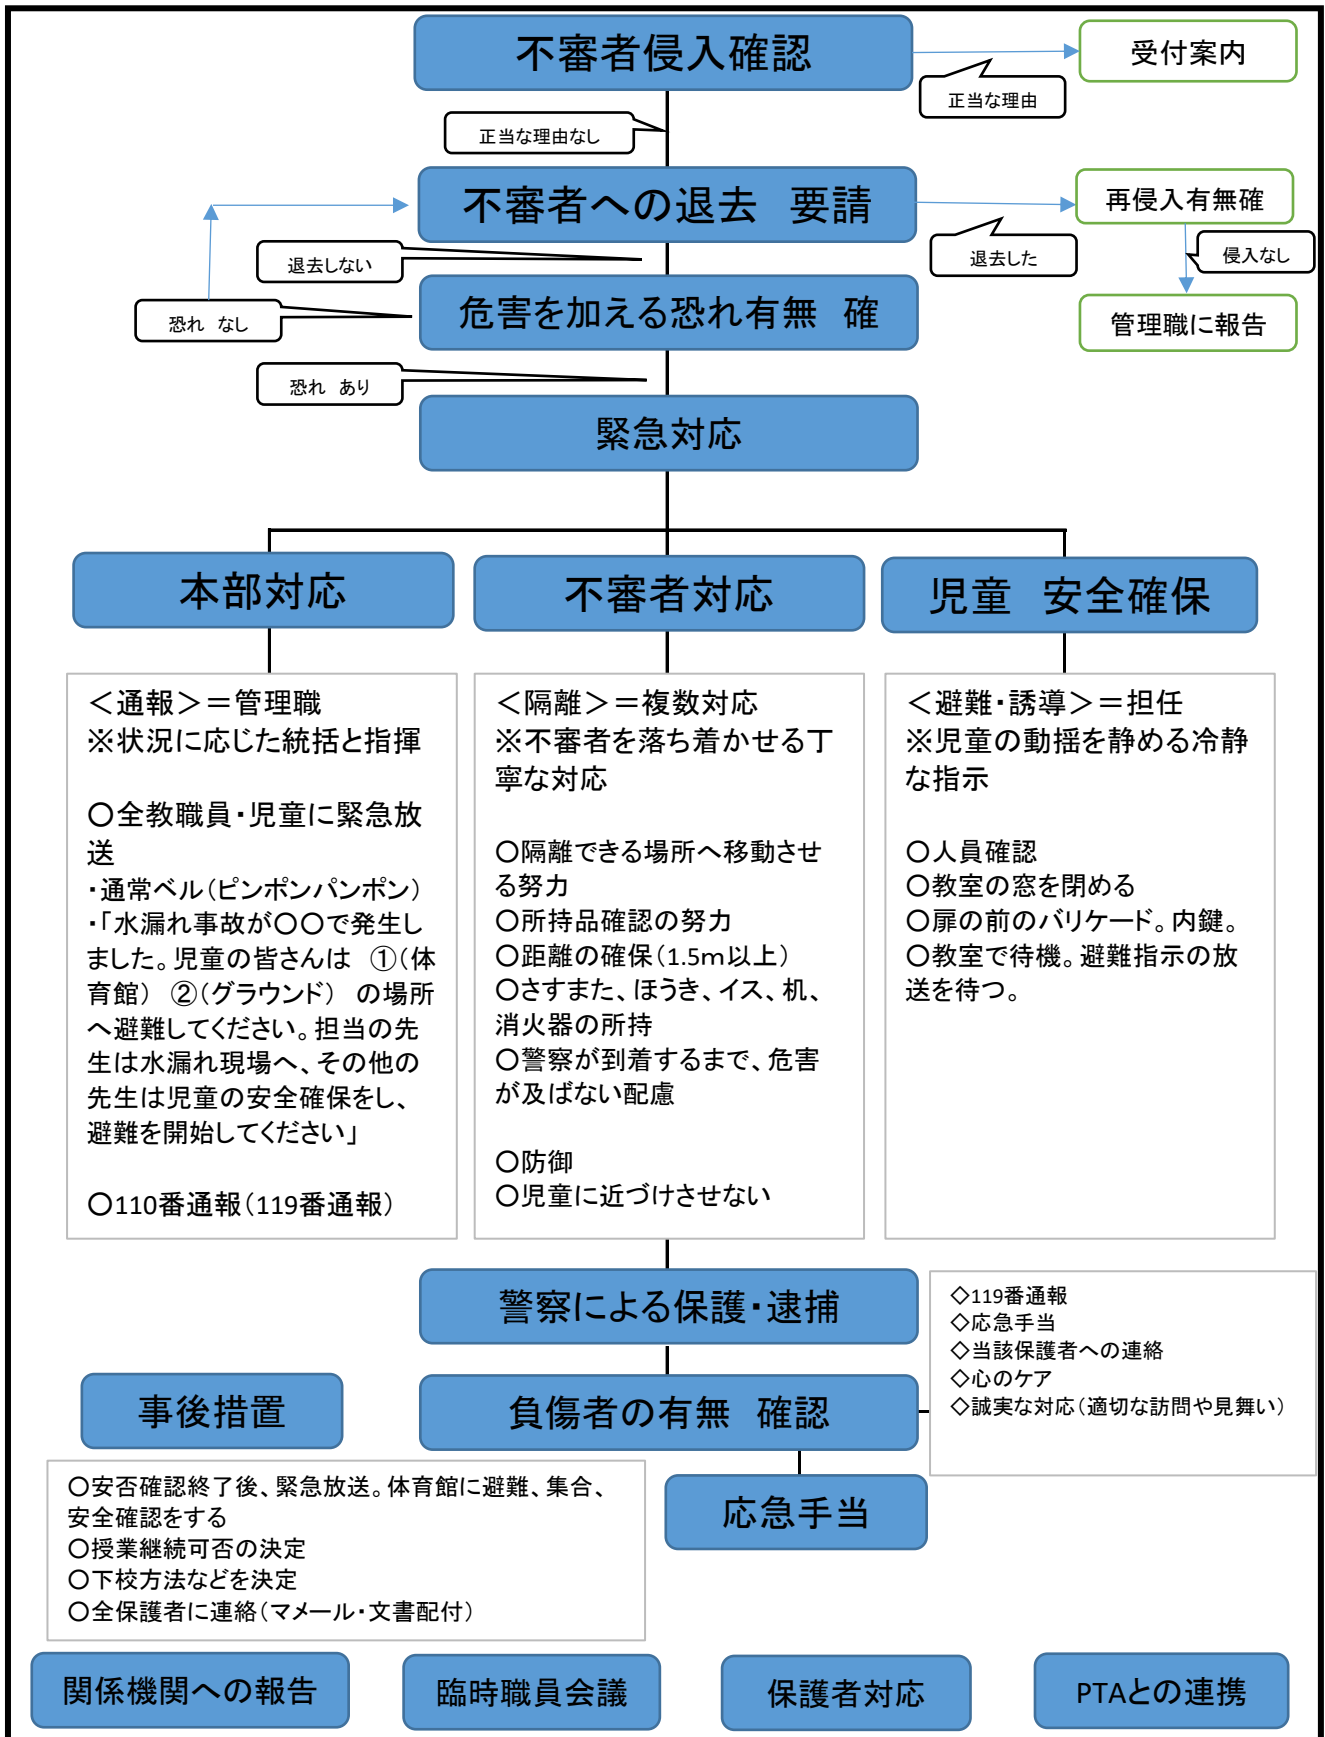 不審者侵入確認
受付案内
正当な理由
正当な理由なし
不審者への退去　要請
再侵入有無確
退去しない
退去した
侵入なし
危害を加える恐れ有無　確
恐れ　なし
管理職に報告
恐れ　あり
緊急対応
本部対応
不審者対応
児童　安全確保
＜通報＞＝管理職
※状況に応じた統括と指揮
〇全教職員・児童に緊急放
送
・通常ベル（ピンポンパンポン）
・「水漏れ事故が〇〇で発生し
ました。児童の皆さんは　①（体
育館）　②（グラウンド）　の場所
へ避難してください。担当の先
生は水漏れ現場へ、その他の
先生は児童の安全確保をし、
避難を開始してください」
〇110番通報（119番通報）
＜隔離＞＝複数対応
※不審者を落ち着かせる丁
寧な対応
〇隔離できる場所へ移動させ
る努力
〇所持品確認の努力
〇距離の確保（1.5ｍ以上）
〇さすまた、ほうき、イス、机、
消火器の所持
〇警察が到着するまで、危害
が及ばない配慮
〇防御
〇児童に近づけさせない
＜避難・誘導＞＝担任
※児童の動揺を静める冷静
な指示
〇人員確認
〇教室の窓を閉める
〇扉の前のバリケード。内鍵。
〇教室で待機。避難指示の放
送を待つ。
警察による保護・逮捕
◇119番通報
◇応急手当
◇当該保護者への連絡
◇心のケア
◇誠実な対応（適切な訪問や見舞い）
事後措置
負傷者の有無　確認
応急手当
〇安否確認終了後、緊急放送。体育館に避難、集合、
安全確認をする
〇授業継続可否の決定
〇下校方法などを決定
〇全保護者に連絡（マメール・文書配付）
関係機関への報告
臨時職員会議
保護者対応
PTAとの連携